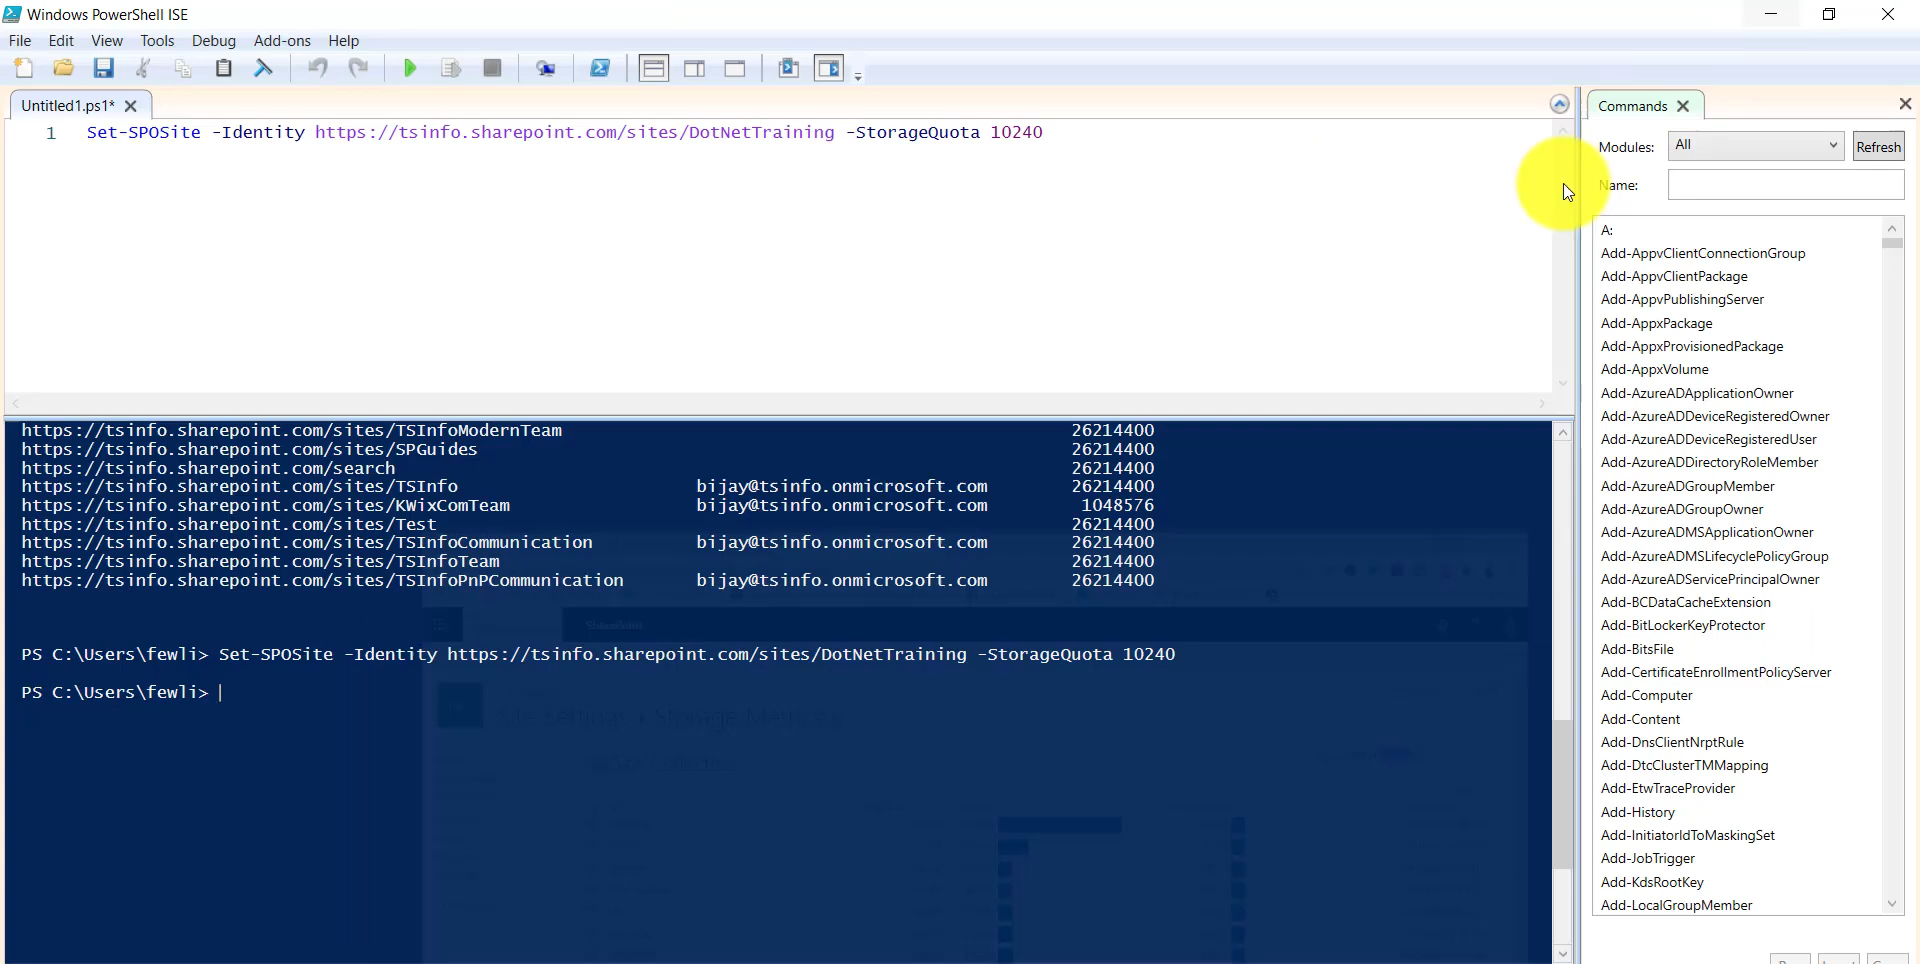 Windows PowerShell ISE
File Edit View Tools Debug Add-ons Help
Untitled1.ps1*
1 Set-SPOSite -Identity https://tsinfo.sharepoint.com/sites/DotNetTraining -StorageQuota 10240
https://tsinfo.sharepoint.com/sites/TSInfoModernTeam 26214400
https://tsinfo.sharepoint.com/sites/SPGuides 26214400
https://tsinfo.sharepoint.com/search 26214400
https://tsinfo.sharepoint.com/sites/TSInfo bijay@tsinfo.onmicrosoft.com 26214400
https://tsinfo.sharepoint.com/sites/KWixComTeam bijay@tsinfo.onmicrosoft.com 1048576
https://tsinfo.sharepoint.com/sites/Test 26214400
https://tsinfo.sharepoint.com/sites/TSInfoCommunication bijay@tsinfo.onmicrosoft.com 26214400
https://tsinfo.sharepoint.com/sites/TSInfoTeam 26214400
https://tsinfo.sharepoint.com/sites/TSInfoPnPCommunication bijay@tsinfo.onmicrosoft.com 26214400
PS C:\Users\fewli> Set-SPOSite -Identity https://tsinfo.sharepoint.com/sites/DotNetTraining -StorageQuota 10240
PS C:\Users\fewli>
Commands
Modules: All Refresh
Name:
A:
Add-AppvClientConnectionGroup
Add-AppvClientPackage
Add-AppvPublishingServer
Add-AppxPackage
Add-AppxProvisionedPackage
Add-AppxVolume
Add-AzureADApplicationOwner
Add-AzureADDeviceRegisteredOwner
Add-AzureADDeviceRegisteredUser
Add-AzureADDirectoryRoleMember
Add-AzureADGroupMember
Add-AzureADGroupOwner
Add-AzureADMSApplicationOwner
Add-AzureADMSLifecyclePolicyGroup
Add-AzureADServicePrincipalOwner
Add-BCDataCacheExtension
Add-BitLockerKeyProtector
Add-BitsFile
Add-CertificateEnrollmentPolicyServer
Add-Computer
Add-Content
Add-DnsClientNrptRule
Add-DtcClusterTMMapping
Add-EtwTraceProvider
Add-History
Add-InitiatorIdToMaskingSet
Add-JobTrigger
Add-KdsRootKey
Add-LocalGroupMember